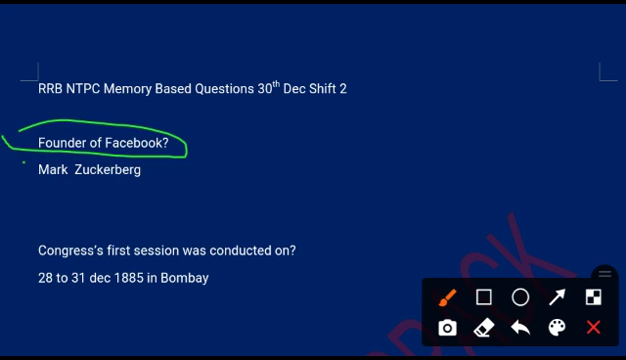 RRB NTPC Memory Based Questions 30th Dec Shift 2
Founder of Facebook?
Mark Zuckerberg
Congress's first session was conducted on?
28 to 31 dec 1885 in Bombay